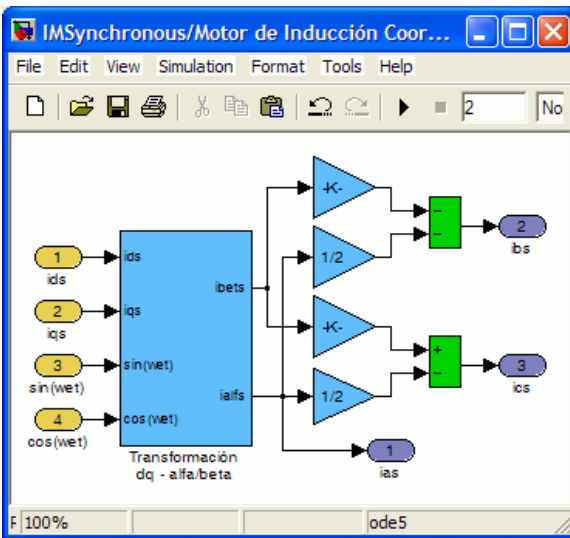 IMSynchronous/Motor de Inducción Coor...
File Edit View Simulation Format Tools Help
2 No
1
ids
2
iqs
3
sin(wet)
4
cos(wet)
ids
iqs
sin(wet)
cos(wet)
ibets
ialfs
Transformación
dq - alfa/beta
-K-
1/2
-K-
1/2
−
−
+
−
2
ibs
3
ics
1
ias
F 100% ode5